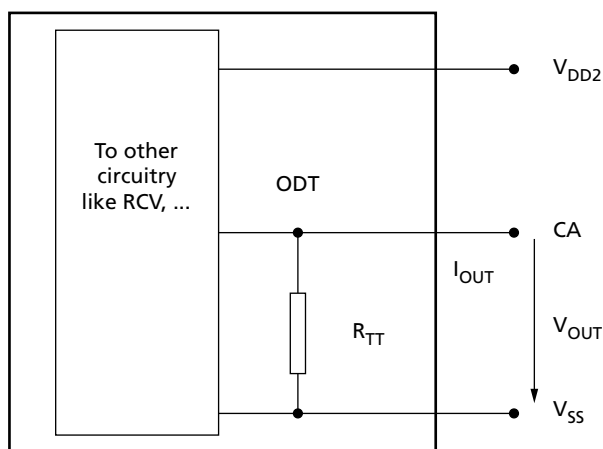 V_DD2
To other
circuitry
like RCV, ...
ODT
CA
I_OUT
R_TT
V_OUT
V_SS